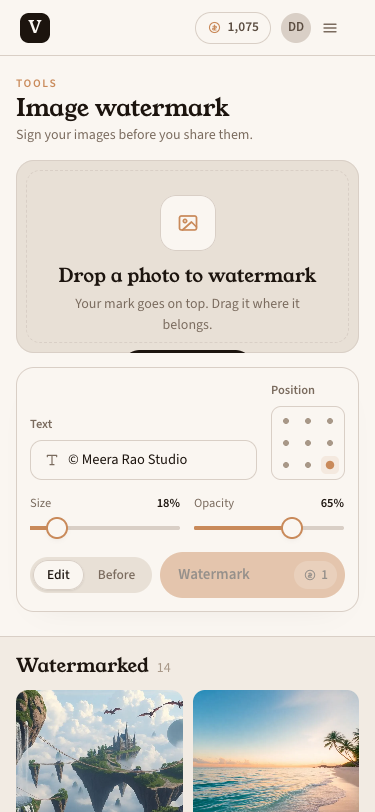 V
1,075
DD
TOOLS
Image watermark
Sign your images before you share them.
Drop a photo to watermark
Your mark goes on top. Drag it where it
belongs.
Position
Text
© Meera Rao Studio
Size
18%
Opacity
65%
Edit
Before
Watermark
1
Watermarked
14